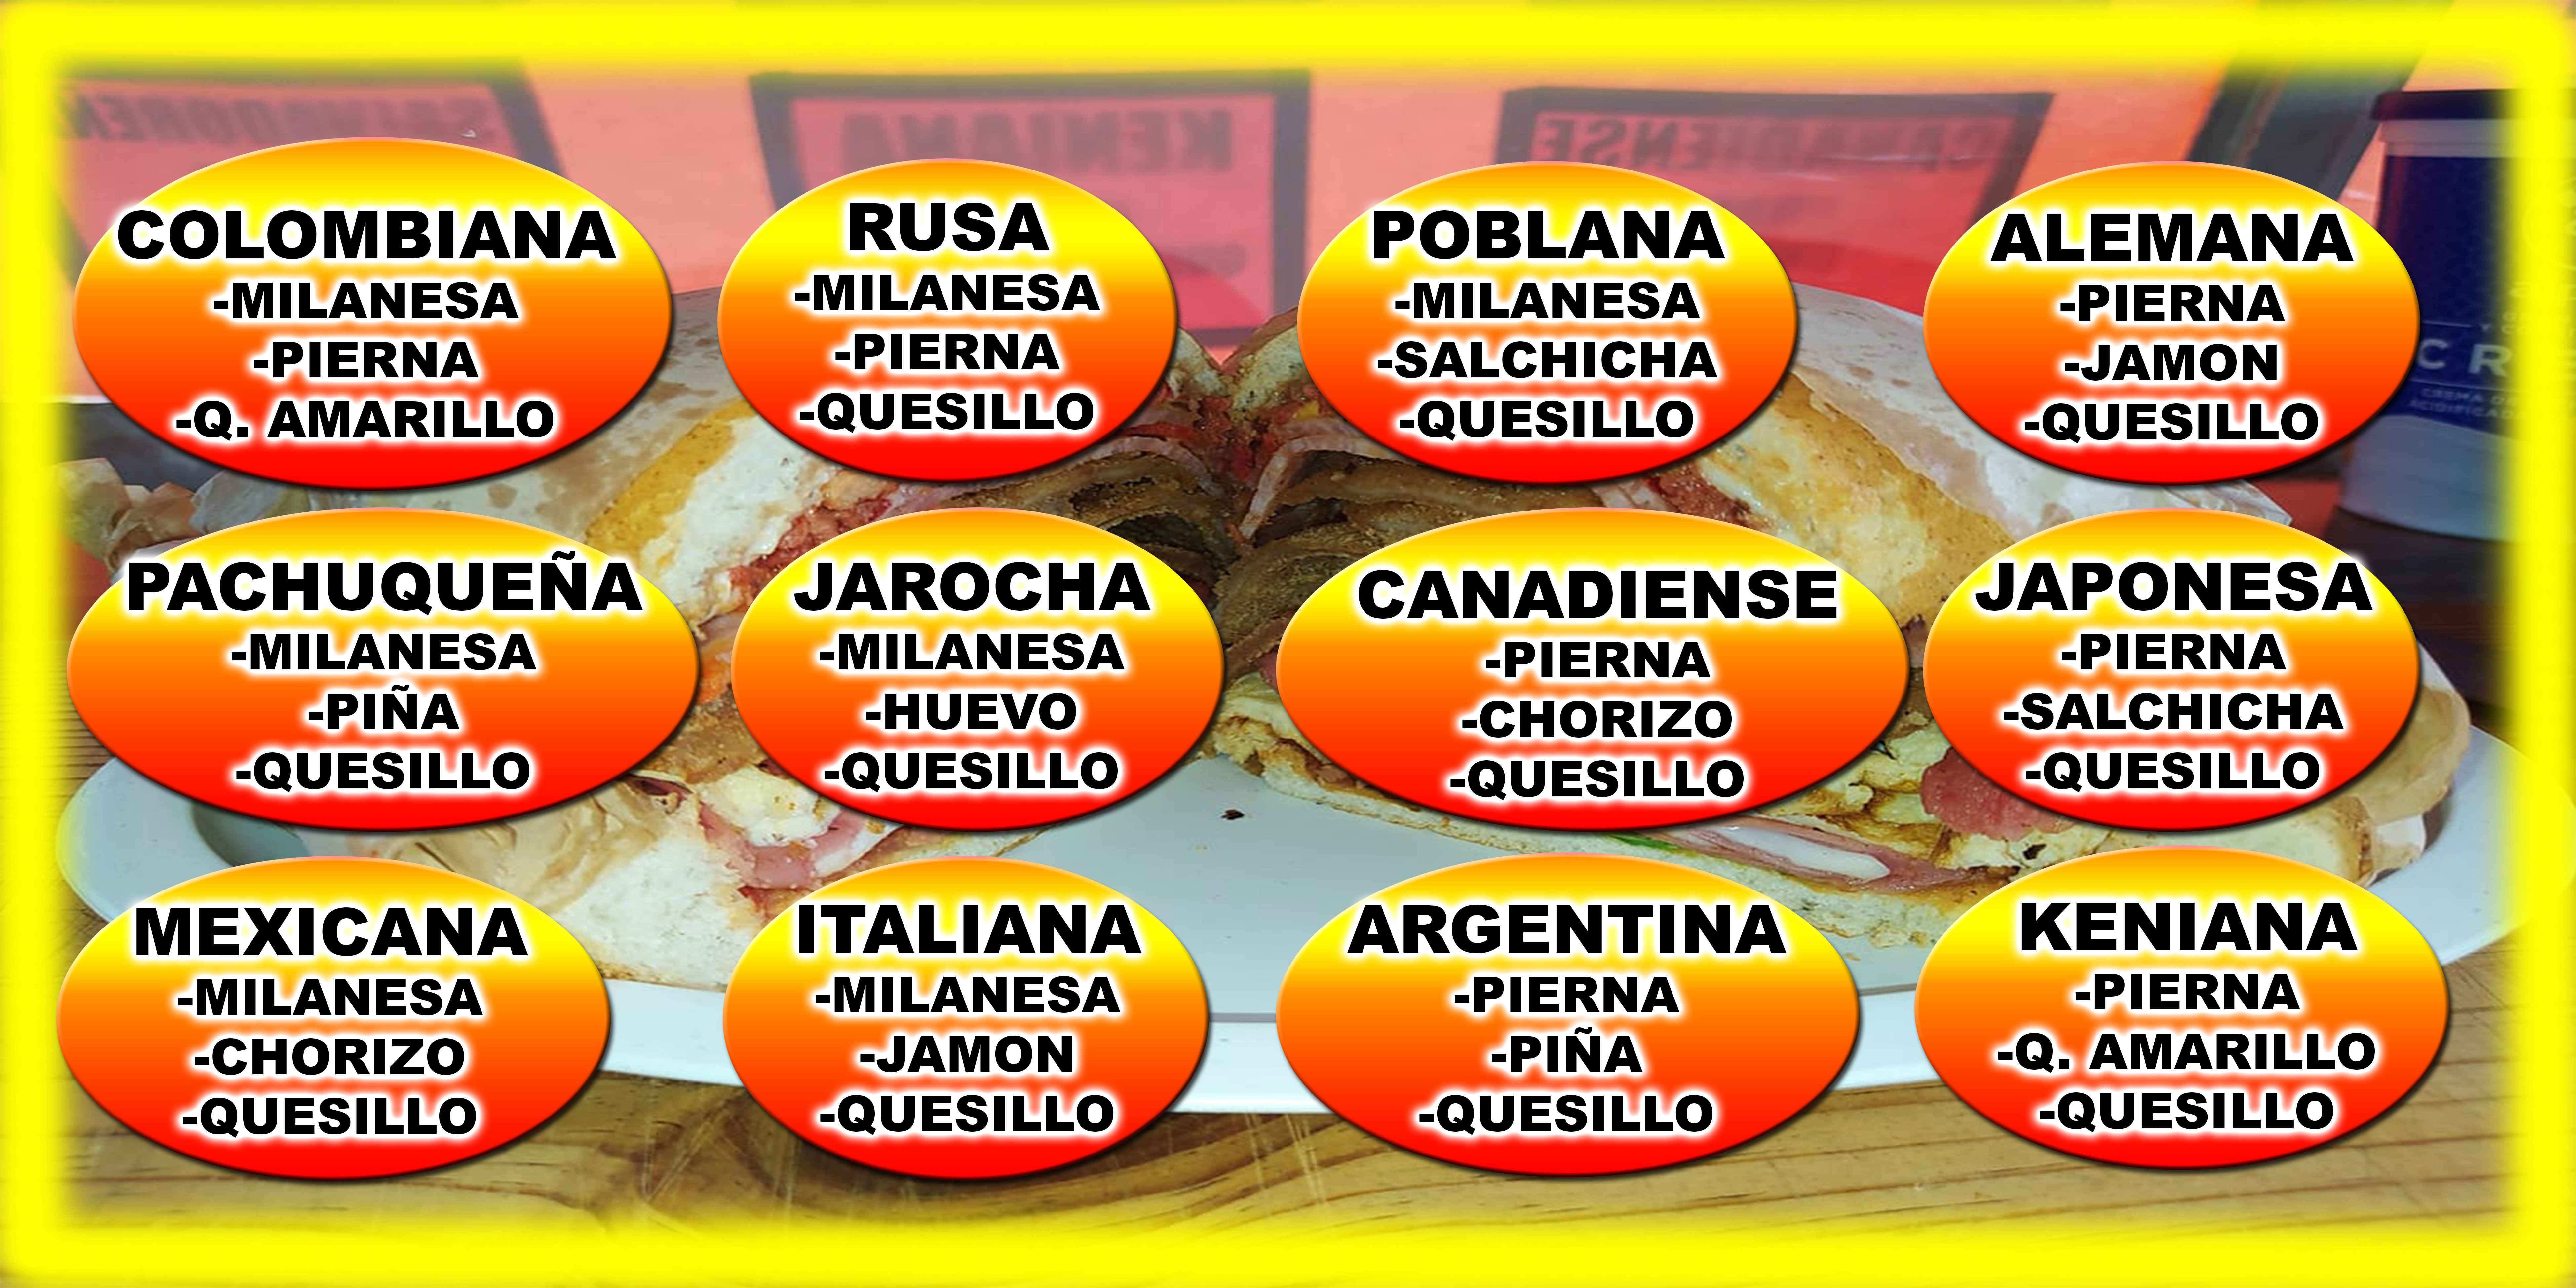 COLOMBIANA
-MILANESA
-PIERNA
-Q. AMARILLO
RUSA
-MILANESA
-PIERNA
-QUESILLO
POBLANA
-MILANESA
-SALCHICHA
-QUESILLO
ALEMANA
-PIERNA
-JAMON
-QUESILLO
PACHUQUEÑA
-MILANESA
-PIÑA
-QUESILLO
JAROCHA
-MILANESA
-HUEVO
-QUESILLO
CANADIENSE
-PIERNA
-CHORIZO
-QUESILLO
JAPONESA
-PIERNA
-SALCHICHA
-QUESILLO
MEXICANA
-MILANESA
-CHORIZO
-QUESILLO
ITALIANA
-MILANESA
-JAMON
-QUESILLO
ARGENTINA
-PIERNA
-PIÑA
-QUESILLO
KENIANA
-PIERNA
-Q. AMARILLO
-QUESILLO
KENIANA
CANADIENSE